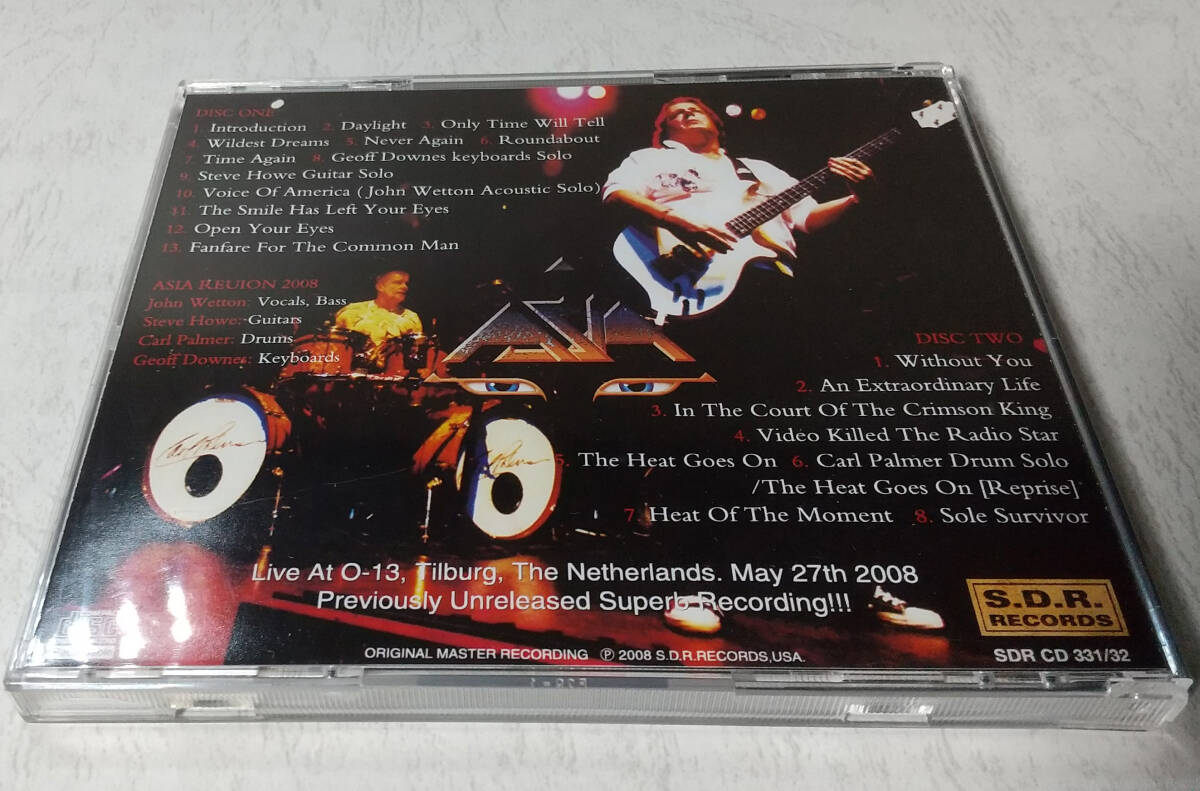 DISC ONE
1. Introduction 2. Daylight 3. Only Time Will Tell
4. Wildest Dreams 5. Never Again 6. Roundabout
7. Time Again 8. Geoff Downes keyboards Solo
9. Steve Howe Guitar Solo
10. Voice Of America ( John Wetton Acoustic Solo)
11. The Smile Has Left Your Eyes
12. Open Your Eyes
13. Fanfare For The Common Man
ASIA REUION 2008
John Wetton: Vocals, Bass
Steve Howe: Guitars
Carl Palmer: Drums
Geoff Downes: Keyboards
ASIA
DISC TWO
1. Without You
2. An Extraordinary Life
3. In The Court Of The Crimson King
4. Video Killed The Radio Star
5. The Heat Goes On 6. Carl Palmer Drum Solo
/The Heat Goes On [Reprise]
7. Heat Of The Moment 8. Sole Survivor
Live At O-13, Tilburg, The Netherlands. May 27th 2008
Previously Unreleased Superb Recording!!!
S.D.R.
RECORDS
ORIGINAL MASTER RECORDING ℗ 2008 S.D.R.RECORDS,USA.
SDR CD 331/32